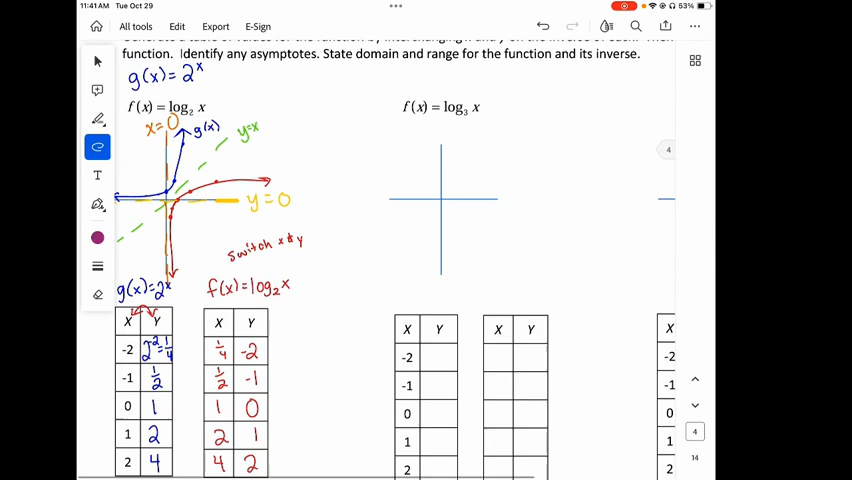 11:41 AM Tue Oct 29
53%
All tools Edit Export E-Sign
function. Identify any asymptotes. State domain and range for the function and its inverse.
g(x) = 2^x
f(x) = log₂ x
f(x) = log₃ x
x=0
g(x)
y=x
y=0
switch x & y
g(x)=2^x
f(x)=log₂x
X Y
-2 2^-2=1/4
-1 1/2
0 1
1 2
2 4
X Y
1/4 -2
1/2 -1
1 0
2 1
4 2
X Y
-2
-1
0
1
2
X Y
X
-2
-1
0
1
2
4
4
14